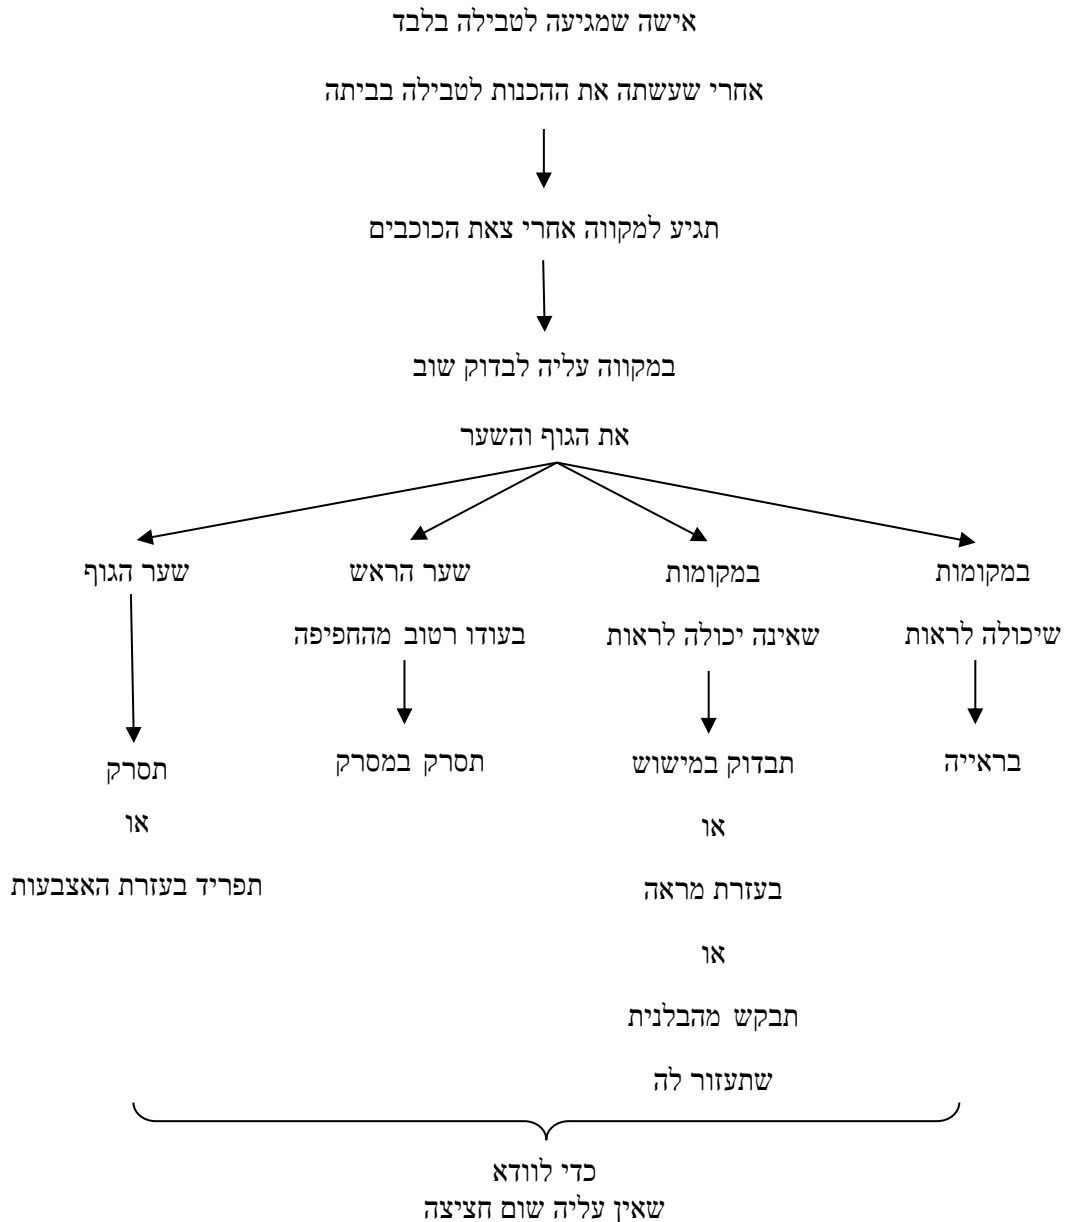 אישה שמגיעה לטבילה בלבד
אחרי שעשתה את ההכנות לטבילה בביתה
תגיע למקווה אחרי צאת הכוכבים
במקווה עליה לבדוק שוב
את הגוף והשער
במקומות
שיכולה לראות
בראייה
במקומות
שאינה יכולה לראות
תבדוק במישוש
או
בעזרת מראה
או
תבקש מהבלנית
שתעזור לה
שער הראש
בעודו רטוב מהחפיפה
תסרק במסרק
שער הגוף
תסרק
או
תפריד בעזרת האצבעות
כדי לוודא
שאין עליה שום חציצה